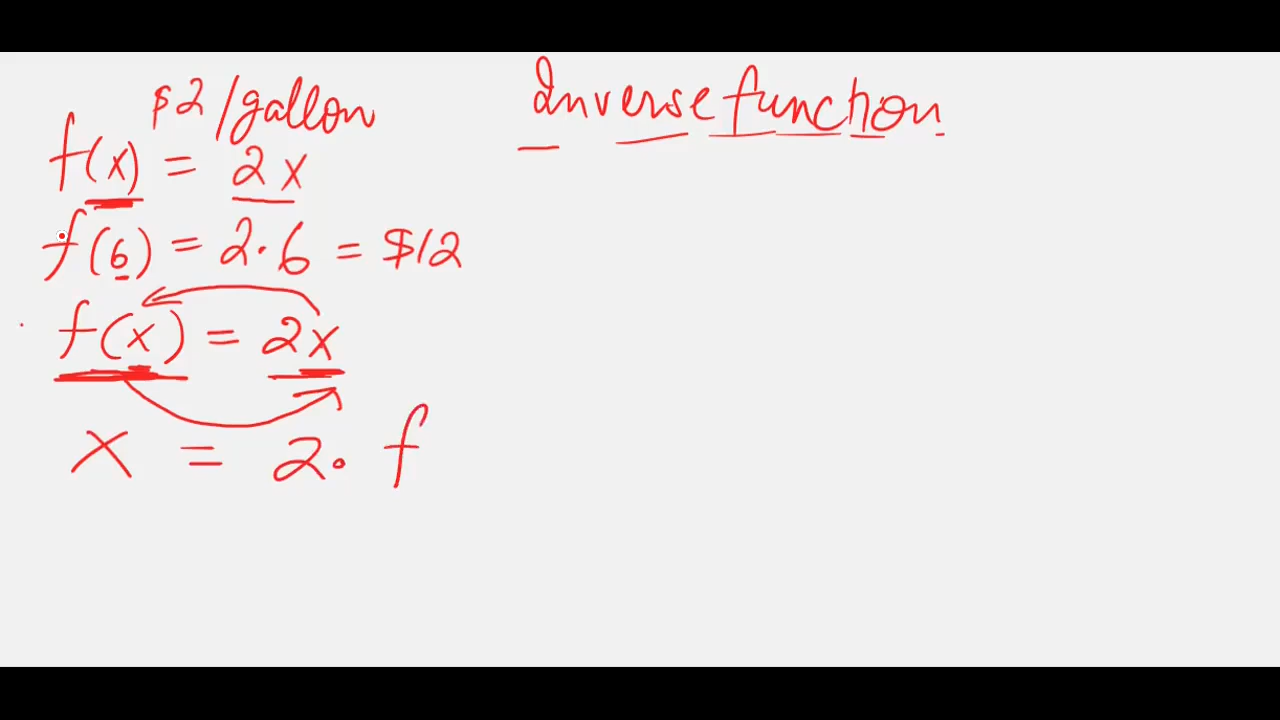 $2/gallon
Inverse function
f(x) = 2x
f(6) = 2·6 = $12
f(x) = 2x
x = 2· f